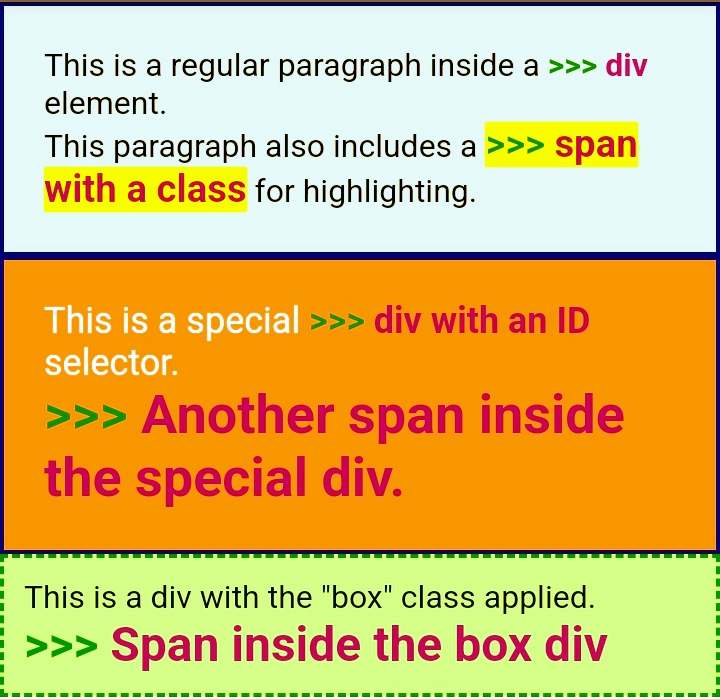 This is a regular paragraph inside a >>> div
element.
This paragraph also includes a >>> span
with a class for highlighting.
This is a special >>> div with an ID
selector.
>>> Another span inside
the special div.
This is a div with the "box" class applied.
>>> Span inside the box div